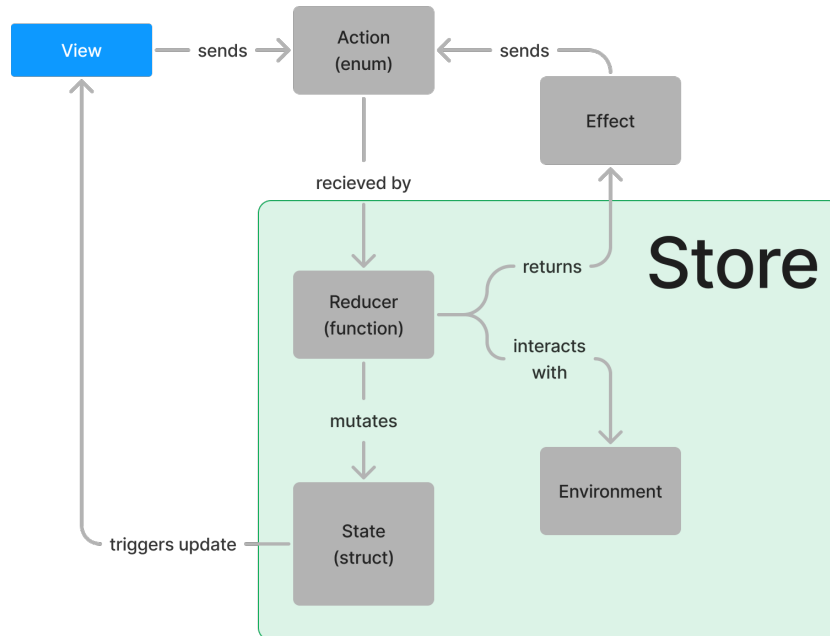 View
sends
Action
(enum)
sends
Effect
recieved by
Store
returns
Reducer
(function)
interacts
with
mutates
Environment
State
(struct)
triggers update